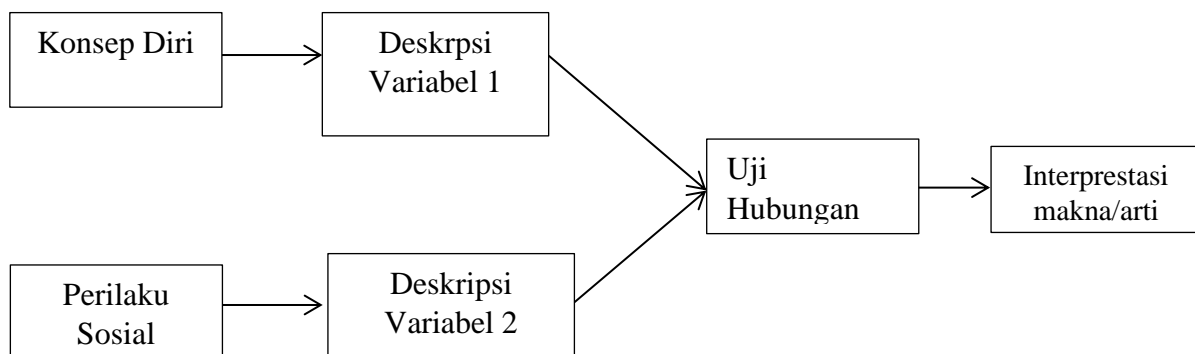 Konsep Diri
Deskrpsi
Variabel 1
Uji
Hubungan
Interprestasi
makna/arti
Perilaku
Sosial
Deskripsi
Variabel 2